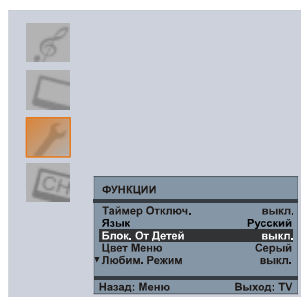 CH
ФУНКЦИИ
Таймер Отключ. выкл.
Язык Русский
Блок. От Детей выкл.
Цвет Меню Серый
▼Любим. Режим выкл.
Назад: Меню Выход: TV